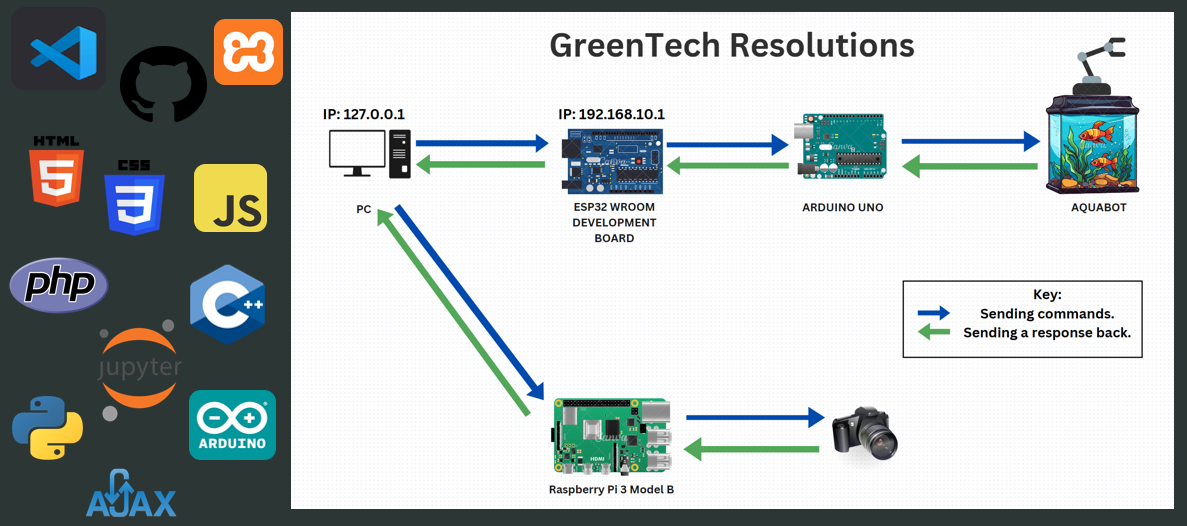 GreenTech Resolutions
HTML
5
CSS
3
JS
php
C++
jupyter
ARDUINO
AJAX
IP: 127.0.0.1
PC
IP: 192.168.10.1
ESP32 WROOM
DEVELOPMENT
BOARD
ARDUINO UNO
AQUABOT
Key:
Sending commands.
Sending a response back.
HDMI
Raspberry Pi 3 Model B